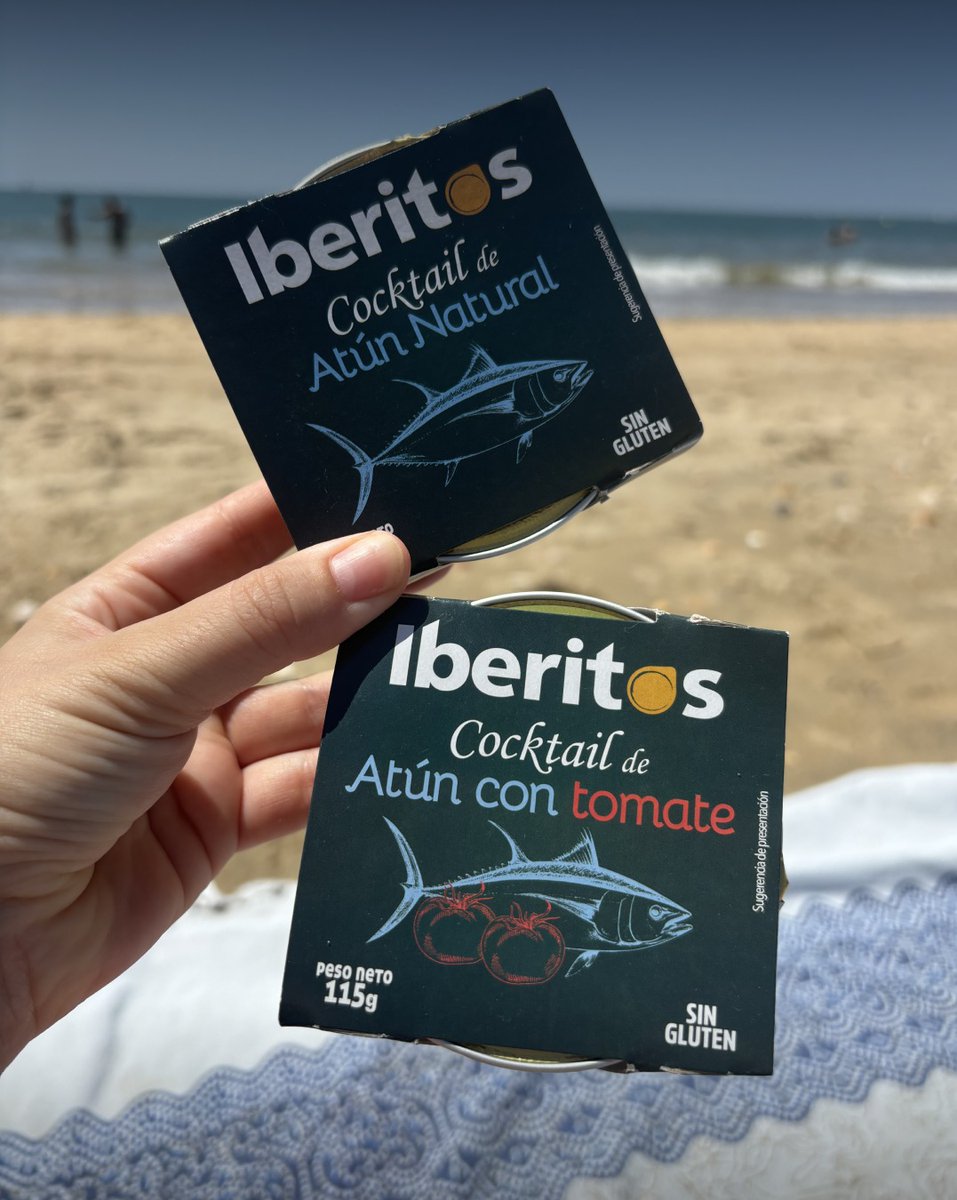 Iberitos
Cocktail de
Atún Natural
Sugerencia de presentación
SIN
GLUTEN
Iberitos
Cocktail de
Atún con tomate
Sugerencia de presentación
Peso neto
115g
SIN
GLUTEN